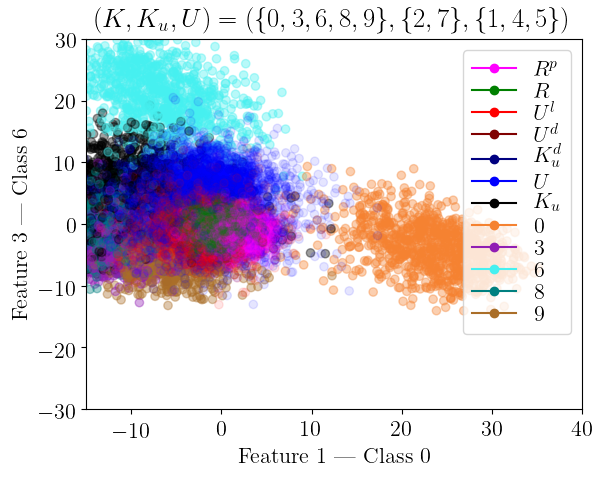 (K, K_u, U) = ({0, 3, 6, 8, 9}, {2, 7}, {1, 4, 5})
30
20
10
0
−10
−20
−30
Feature 3 — Class 6
−10
0
10
20
30
40
Feature 1 — Class 0
R^p
R
U^l
U^d
K_u^d
U
K_u
0
3
6
8
9